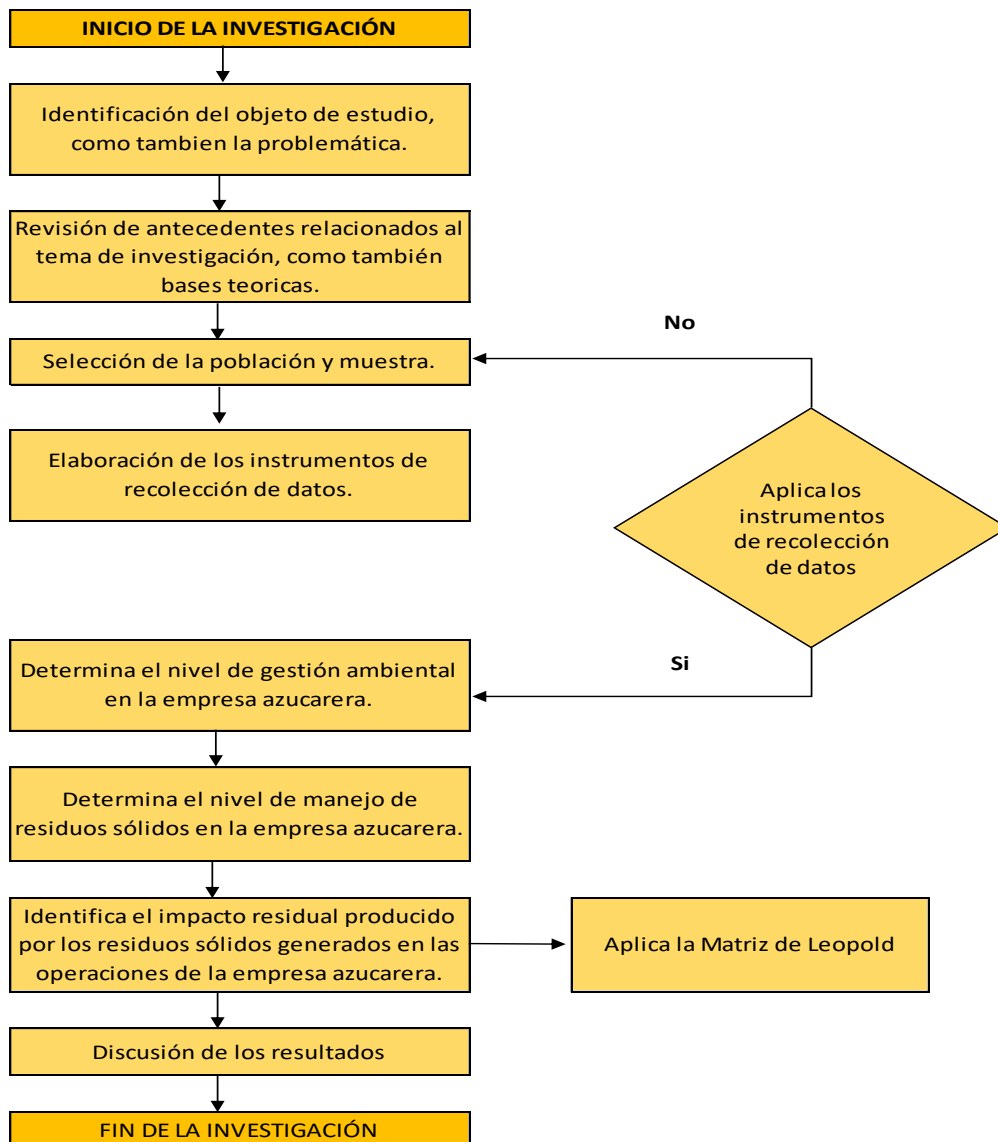 INICIO DE LA INVESTIGACIÓN
Identificación del objeto de estudio,
como tambien la problemática.
Revisión de antecedentes relacionados al
tema de investigación, como también
bases teoricas.
No
Selección de la población y muestra.
Elaboración de los instrumentos de
recolección de datos.
Aplica los
instrumentos
de recolección
de datos
Si
Determina el nivel de gestión ambiental
en la empresa azucarera.
Determina el nivel de manejo de
residuos sólidos en la empresa azucarera.
Identifica el impacto residual producido
por los residuos sólidos generados en las
operaciones de la empresa azucarera.
Aplica la Matriz de Leopold
Discusión de los resultados
FIN DE LA INVESTIGACIÓN